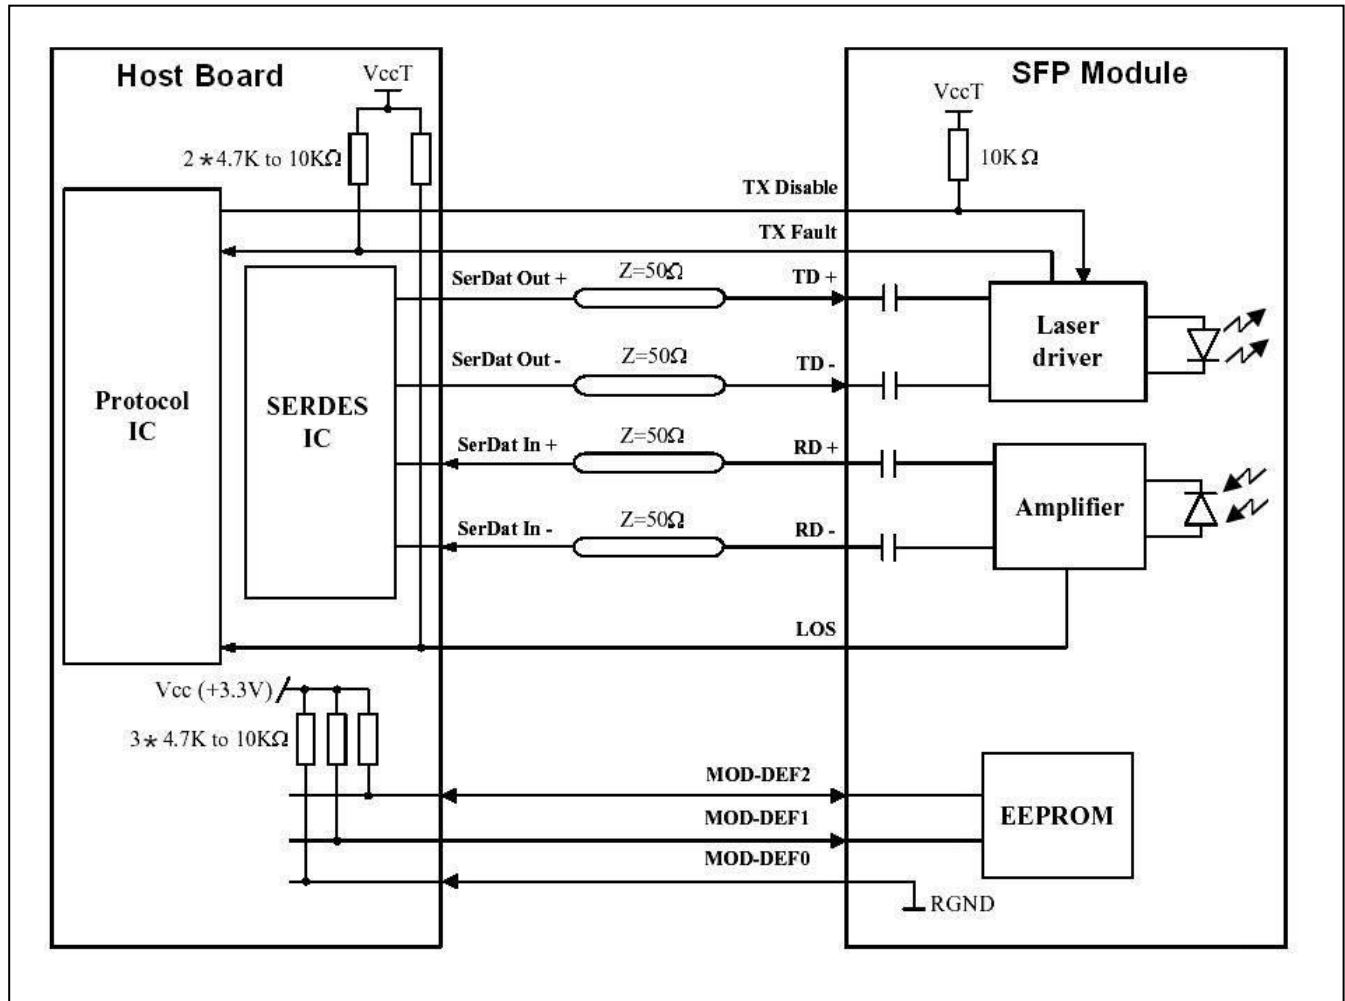 Host Board
SFP Module
VccT
VccT
2*4.7K to 10KΩ
10KΩ
TX Disable
TX Fault
SerDat Out +
Z=50Ω
TD +
Laser
driver
SerDat Out -
Z=50Ω
TD -
Protocol
IC
SERDES
IC
SerDat In +
Z=50Ω
RD +
Amplifier
SerDat In -
Z=50Ω
RD -
LOS
Vcc (+3.3V)
3* 4.7K to 10KΩ
MOD-DEF2
MOD-DEF1
EEPROM
MOD-DEF0
RGND